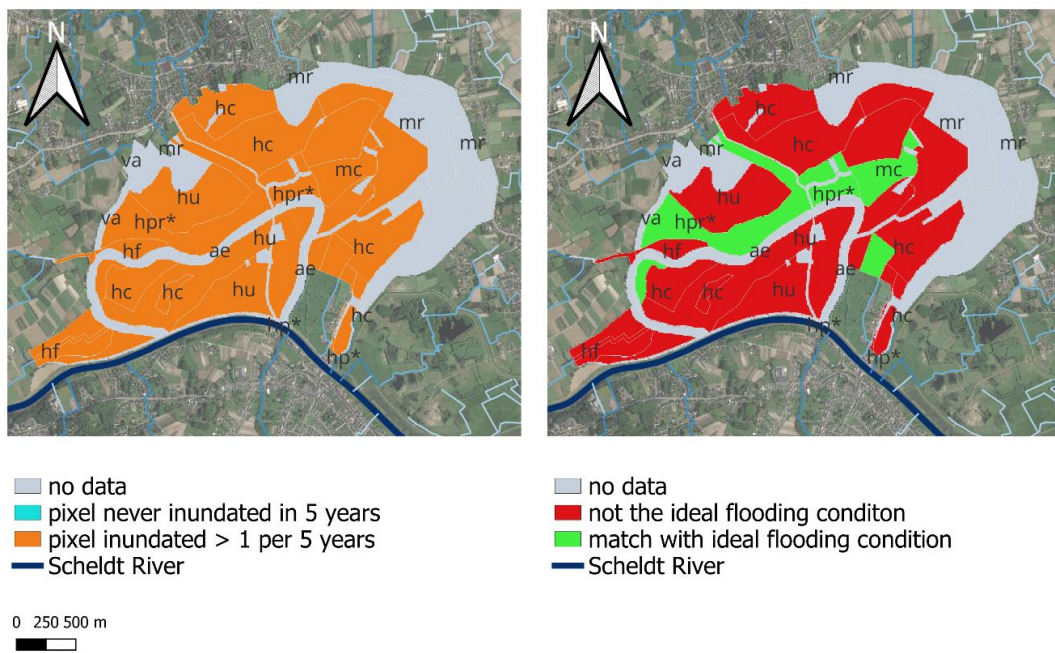 N
mr
hc
mr
hc
mr
mr
va
mc
hu
hpr*
va
hpr*
hu
hf
ae
hc
ae
hc
hc
hu
hc
hp*
hf
hp*
no data
pixel never inundated in 5 years
pixel inundated > 1 per 5 years
Scheldt River
0 250 500 m
N
mr
hc
mr
hc
mr
mr
va
mc
hu
hpr*
va
hpr*
hu
hf
ae
hc
ae
hc
hc
hu
hc
hp*
hf
hp*
no data
not the ideal flooding conditon
match with ideal flooding condition
Scheldt River